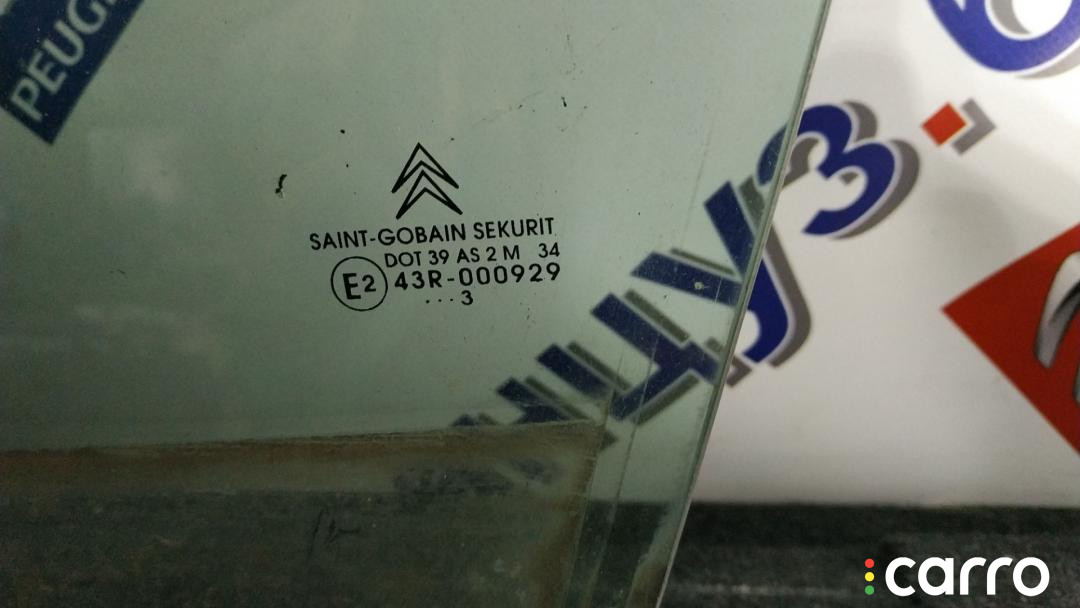 PEUG
SAINT-GOBAIN SEKURIT
DOT 39 AS 2 M 34
E2 43R-000929
...3
carro